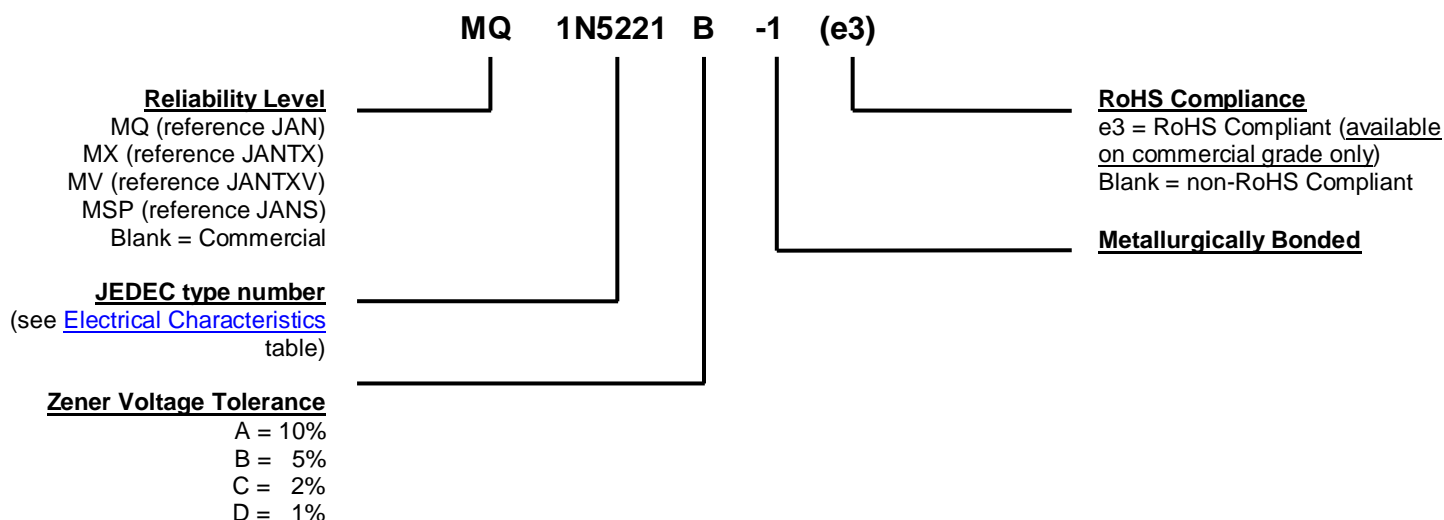 MQ 1N5221 B -1 (e3)
Reliability Level
MQ (reference JAN)
MX (reference JANTX)
MV (reference JANTXV)
MSP (reference JANS)
Blank = Commercial
JEDEC type number
(see Electrical Characteristics
table)
Zener Voltage Tolerance
A = 10%
B = 5%
C = 2%
D = 1%
RoHS Compliance
e3 = RoHS Compliant (available
on commercial grade only)
Blank = non-RoHS Compliant
Metallurgically Bonded